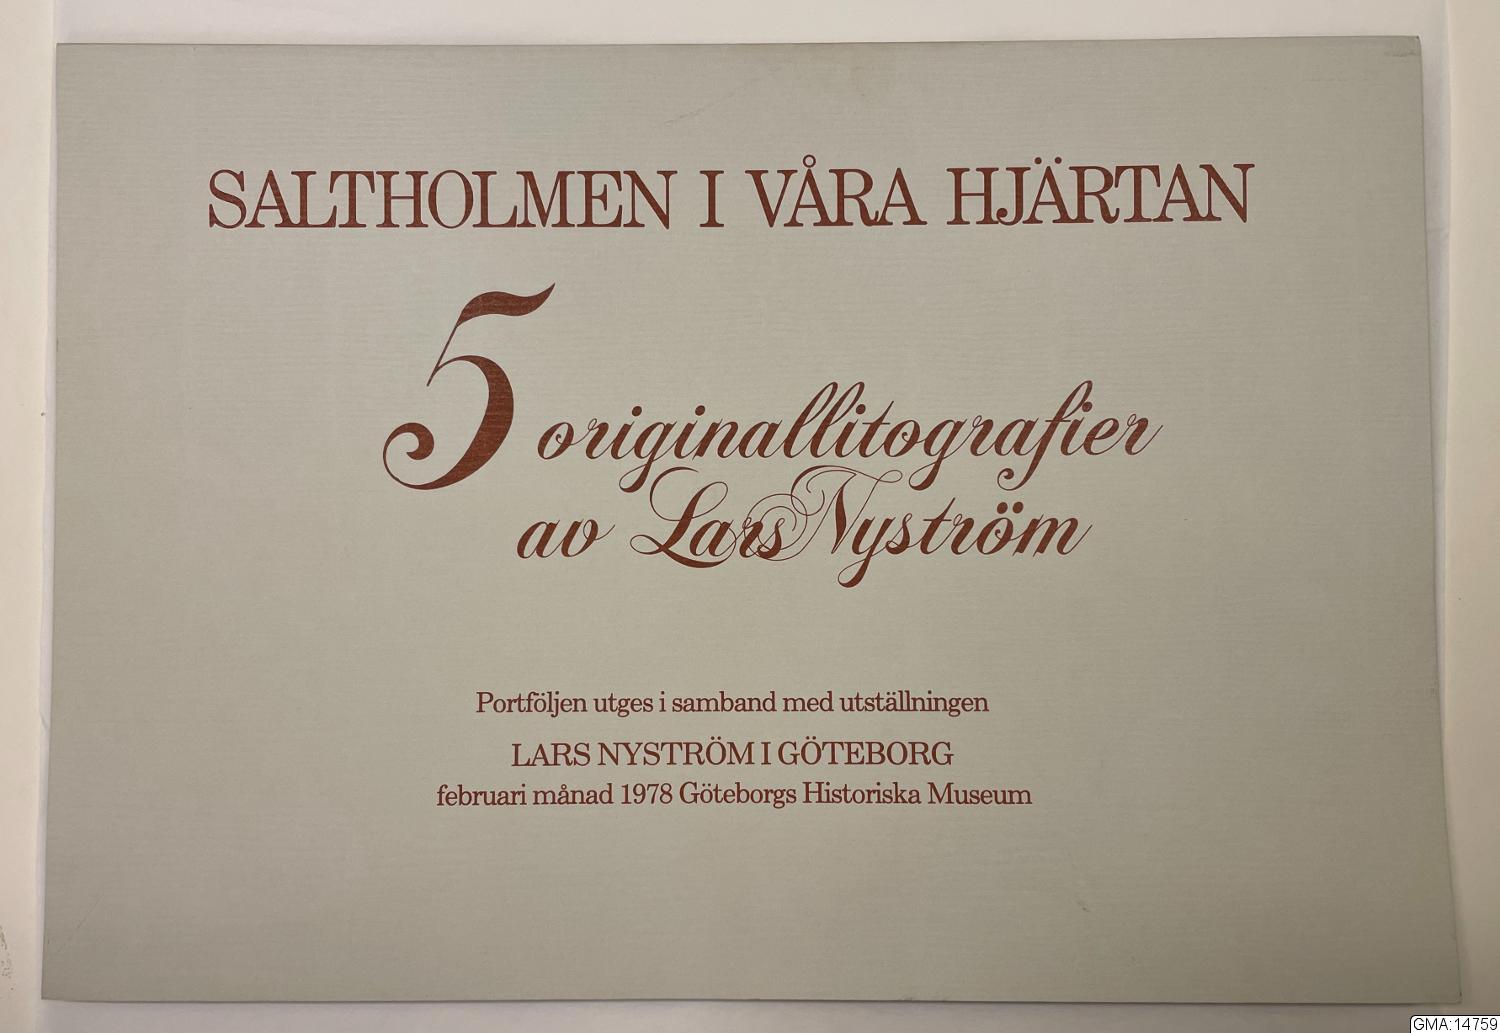 SALTHOLMEN I VÅRA HJÄRTAN
5 originallitografier
av Lars Nyström
Portföljen utges i samband med utställningen
LARS NYSTRÖM I GÖTEBORG
februari månad 1978 Göteborgs Historiska Museum
GMA:14759